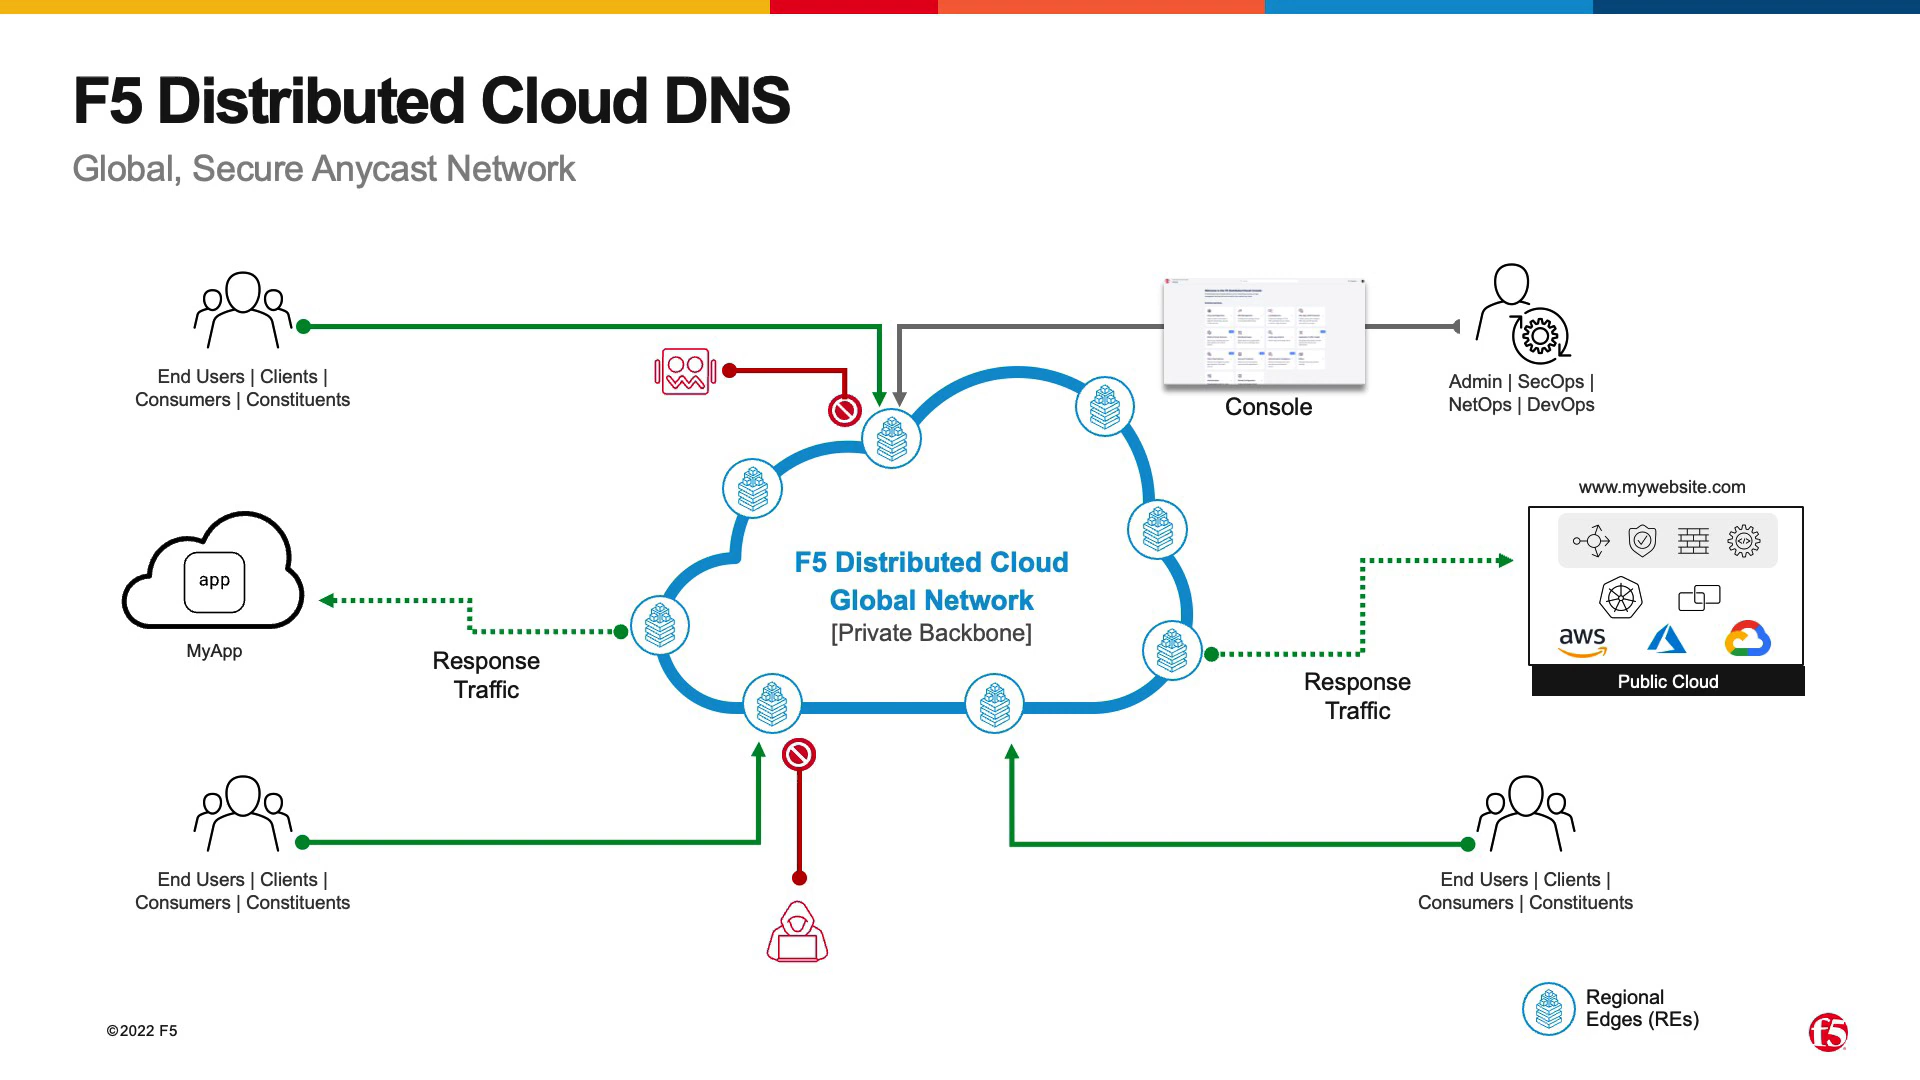 F5 Distributed Cloud DNS
Global, Secure Anycast Network
End Users | Clients |
Consumers | Constituents
Console
Admin | SecOps |
NetOps | DevOps
www.mywebsite.com
app
MyApp
Response
Traffic
F5 Distributed Cloud
Global Network
[Private Backbone]
Response
Traffic
aws
Public Cloud
End Users | Clients |
Consumers | Constituents
End Users | Clients |
Consumers | Constituents
Regional
Edges (REs)
©2022 F5
f5